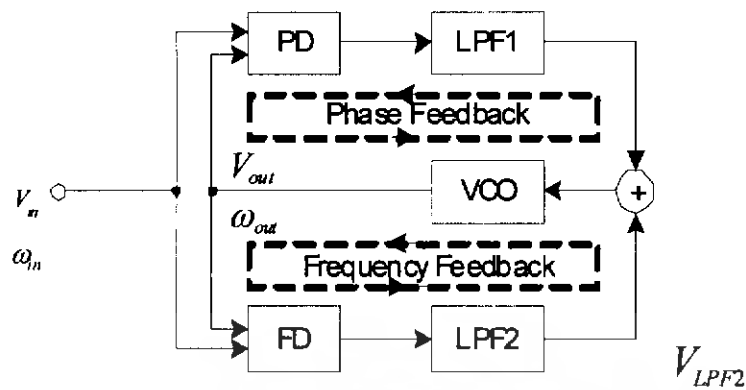 PD
LPF1
Phase Feedback
V_out
VCO
+
V_in
ω_out
ω_in
Frequency Feedback
FD
LPF2
V_LPF2